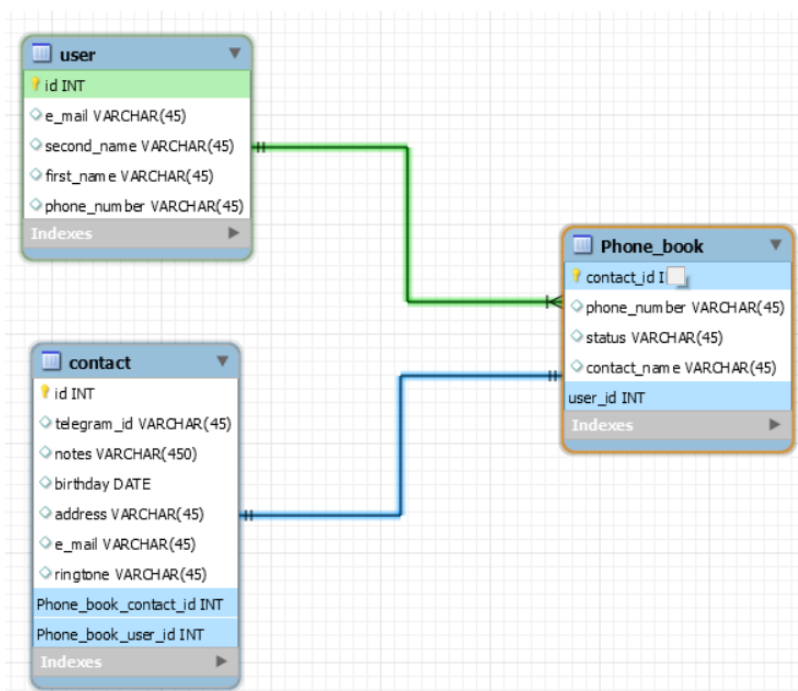 user
id INT
e_mail VARCHAR(45)
second_name VARCHAR(45)
first_name VARCHAR(45)
phone_number VARCHAR(45)
Indexes
Phone_book
contact_id I
phone_number VARCHAR(45)
status VARCHAR(45)
contact_name VARCHAR(45)
user_id INT
Indexes
contact
id INT
telegram_id VARCHAR(45)
notes VARCHAR(450)
birthday DATE
address VARCHAR(45)
e_mail VARCHAR(45)
ringtone VARCHAR(45)
Phone_book_contact_id INT
Phone_book_user_id INT
Indexes